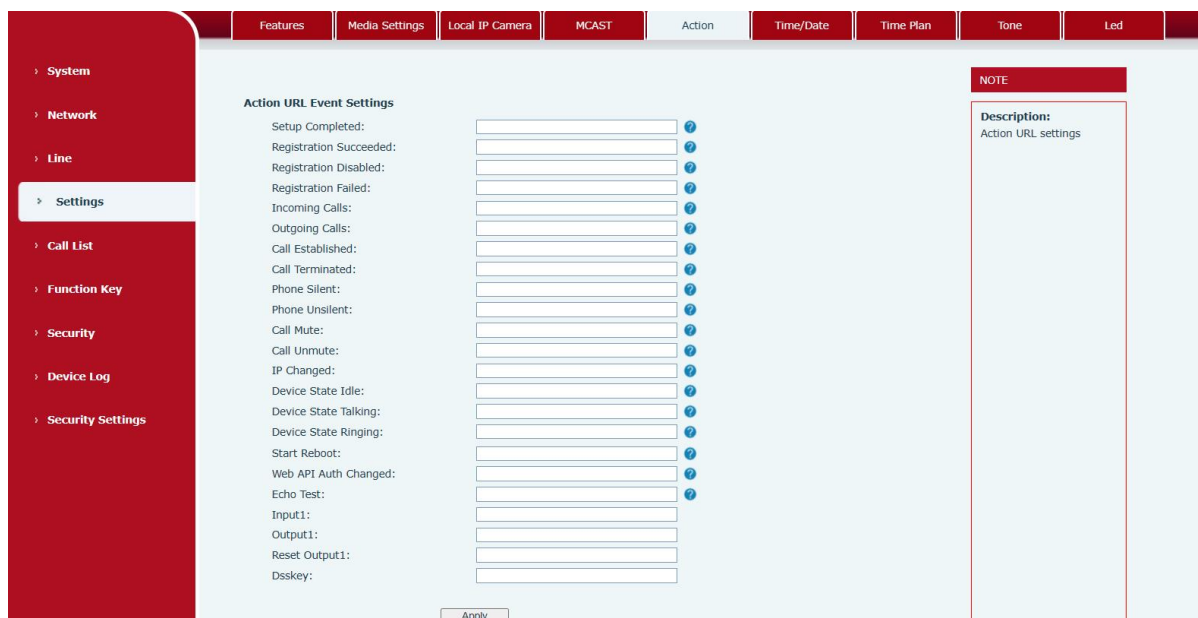 Features Media Settings Local IP Camera MCAST Action Time/Date Time Plan Tone Led
› System
› Network
› Line
› Settings
› Call List
› Function Key
› Security
› Device Log
› Security Settings
Action URL Event Settings
Setup Completed:
Registration Succeeded:
Registration Disabled:
Registration Failed:
Incoming Calls:
Outgoing Calls:
Call Established:
Call Terminated:
Phone Silent:
Phone Unsilent:
Call Mute:
Call Unmute:
IP Changed:
Device State Idle:
Device State Talking:
Device State Ringing:
Start Reboot:
Web API Auth Changed:
Echo Test:
Input1:
Output1:
Reset Output1:
Dsskey:
Apply
NOTE
Description:
Action URL settings